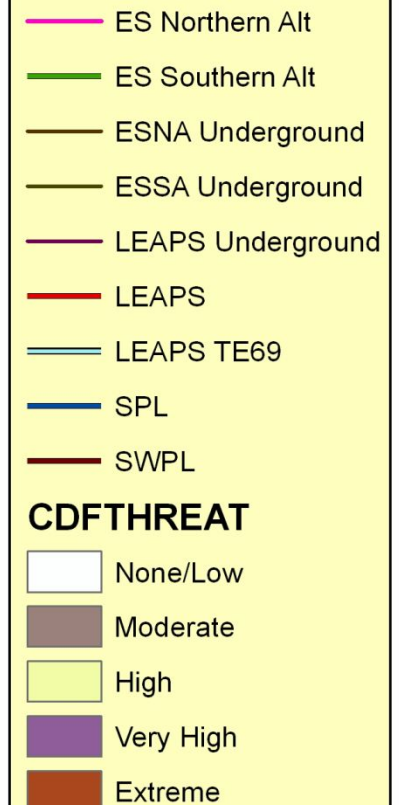 ES Northern Alt
ES Southern Alt
ESNA Underground
ESSA Underground
LEAPS Underground
LEAPS
LEAPS TE69
SPL
SWPL
CDFTHREAT
None/Low
Moderate
High
Very High
Extreme